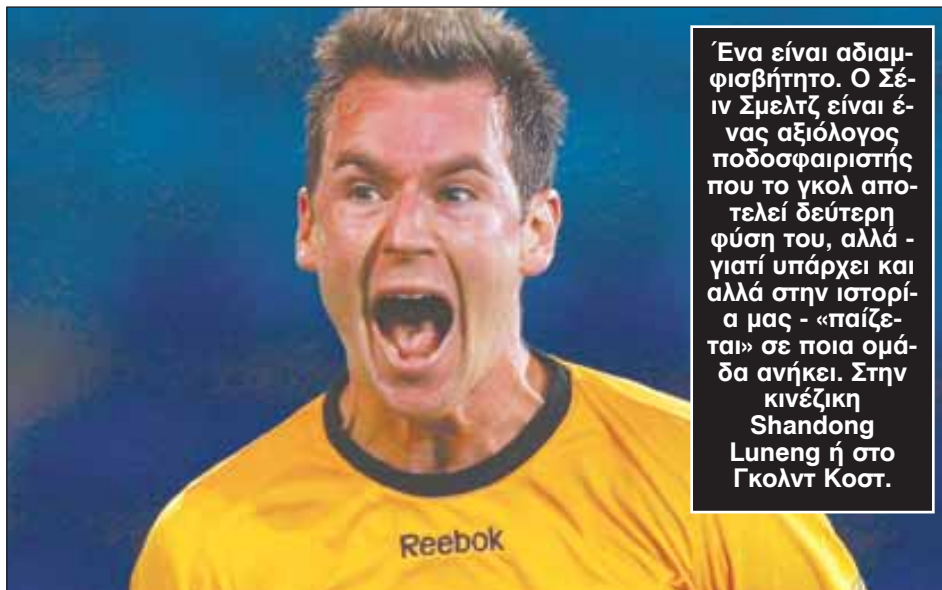 Ένα είναι αδιαμ-
φισβήτητο. Ο Σέ-
ιν Σμελτζ είναι έ-
νας αξιόλογος
ποδοσφαιριστής
που το γκολ απο-
τελεί δεύτερη
φύση του, αλλά -
γιατί υπάρχει και
αλλά στην ιστορί-
α μας - «παίζε-
ται» σε ποια ομά-
δα ανήκει. Στην
κινέζικη
Shandong
Luneng ή στο
Γκολντ Κοστ.
Reebok